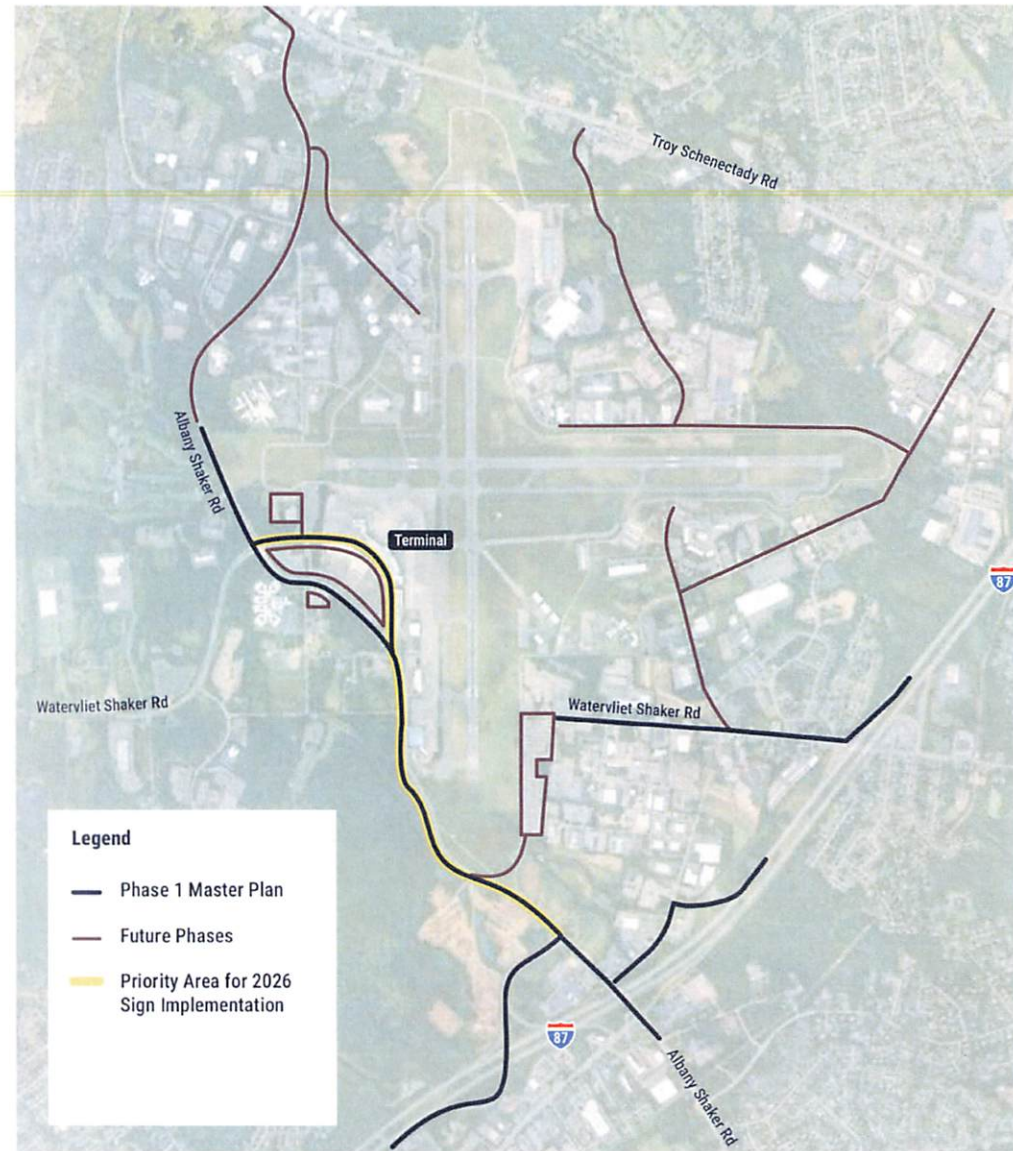 Troy Schenectady Rd
Albany Shaker Rd
Terminal
87
Watervliet Shaker Rd
Watervliet Shaker Rd
Legend
Phase 1 Master Plan
Future Phases
Priority Area for 2026
Sign Implementation
87
Albany Shaker Rd